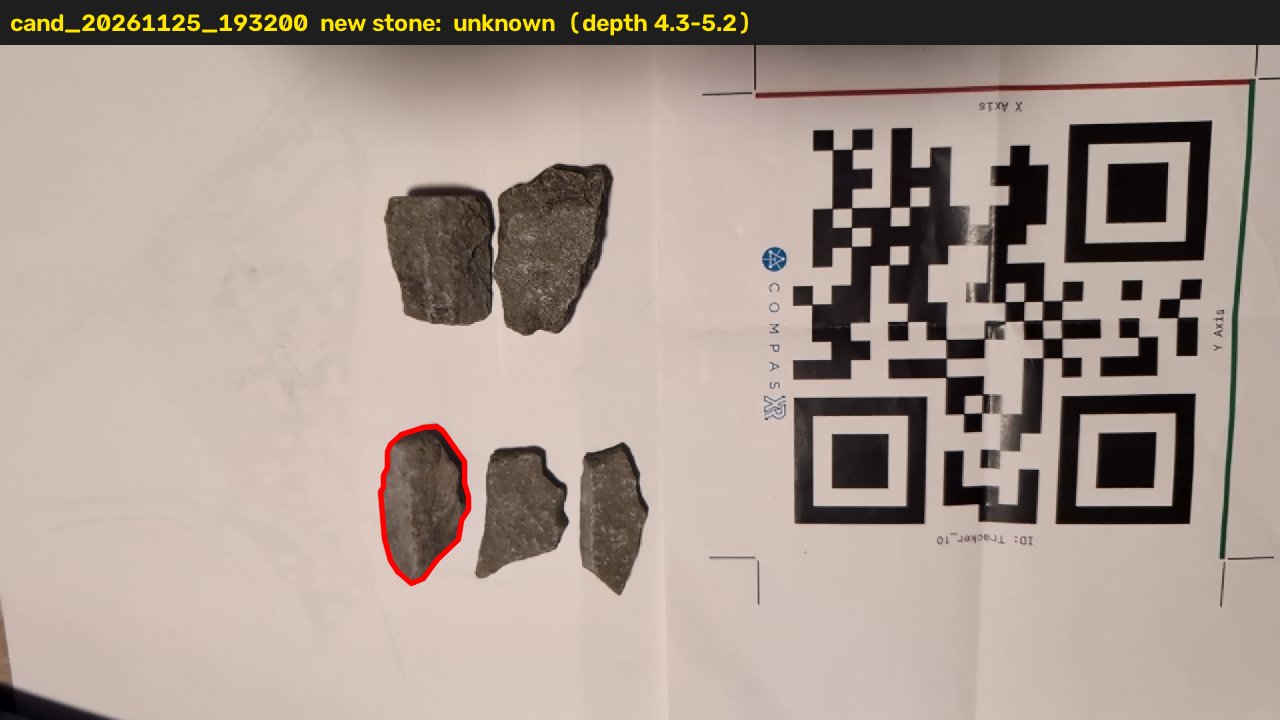 cand_20261125_193200 new stone: unknown (depth 4.3-5.2)
X Axis
COMPAS XR
Y Axis
ID: Tracker_10